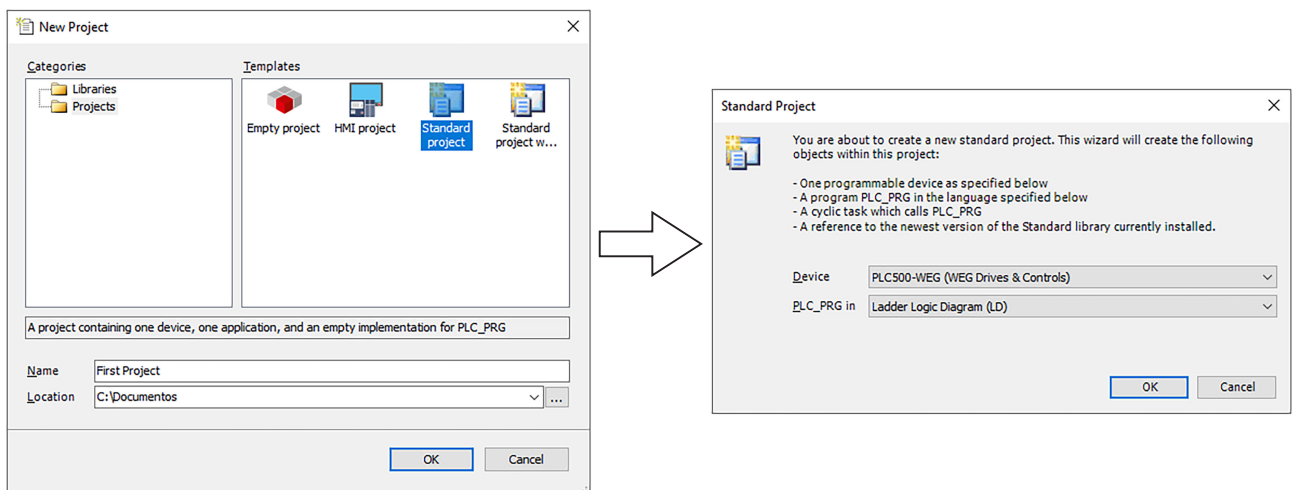 New Project
Categories
Templates
Libraries
Projects
Empty project
HMI project
Standard
project
Standard
project w...
A project containing one device, one application, and an empty implementation for PLC_PRG
Name
First Project
Location
C:\Documentos
...
OK
Cancel
Standard Project
You are about to create a new standard project. This wizard will create the following
objects within this project:
- One programmable device as specified below
- A program PLC_PRG in the language specified below
- A cyclic task which calls PLC_PRG
- A reference to the newest version of the Standard library currently installed.
Device
PLC500-WEG (WEG Drives & Controls)
PLC_PRG in
Ladder Logic Diagram (LD)
OK
Cancel